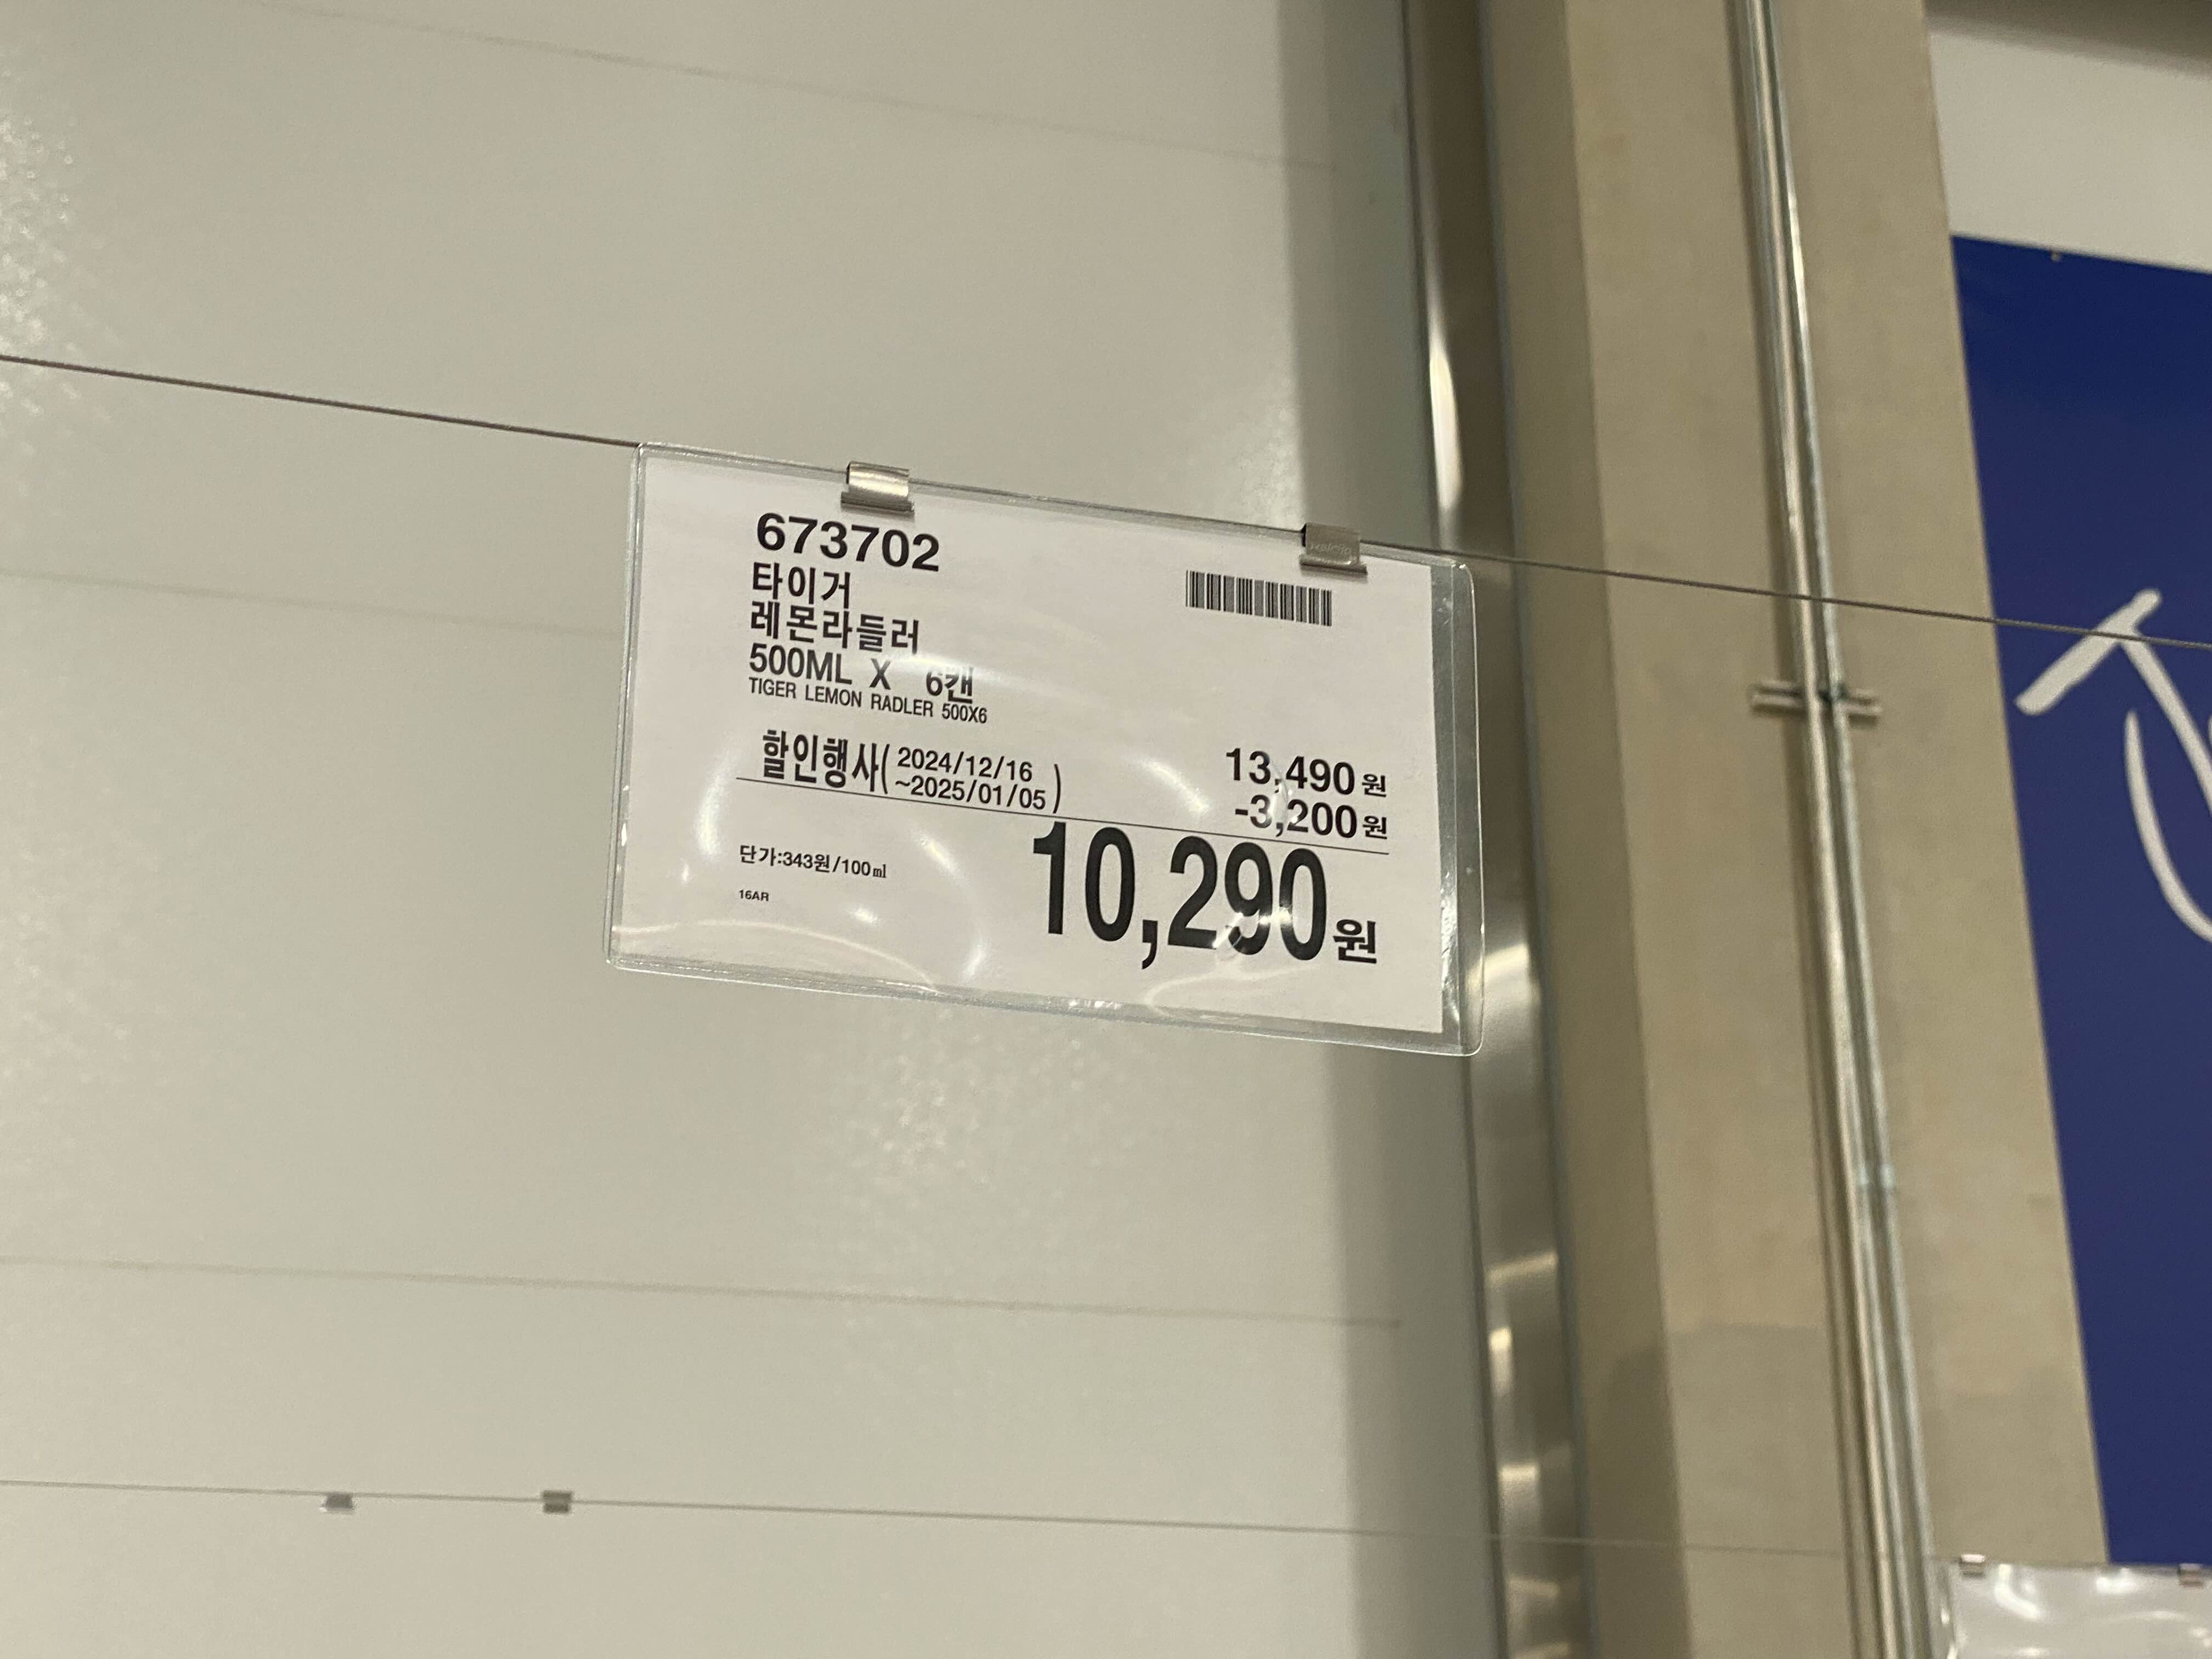 673702
타이거
레몬라들러
500ML X 6캔
TIGER LEMON RADLER 500X6
할인행사( 2024/12/16 ~2025/01/05 )
13,490원
-3,200원
10,290원
단가:343원/100㎖
16AR